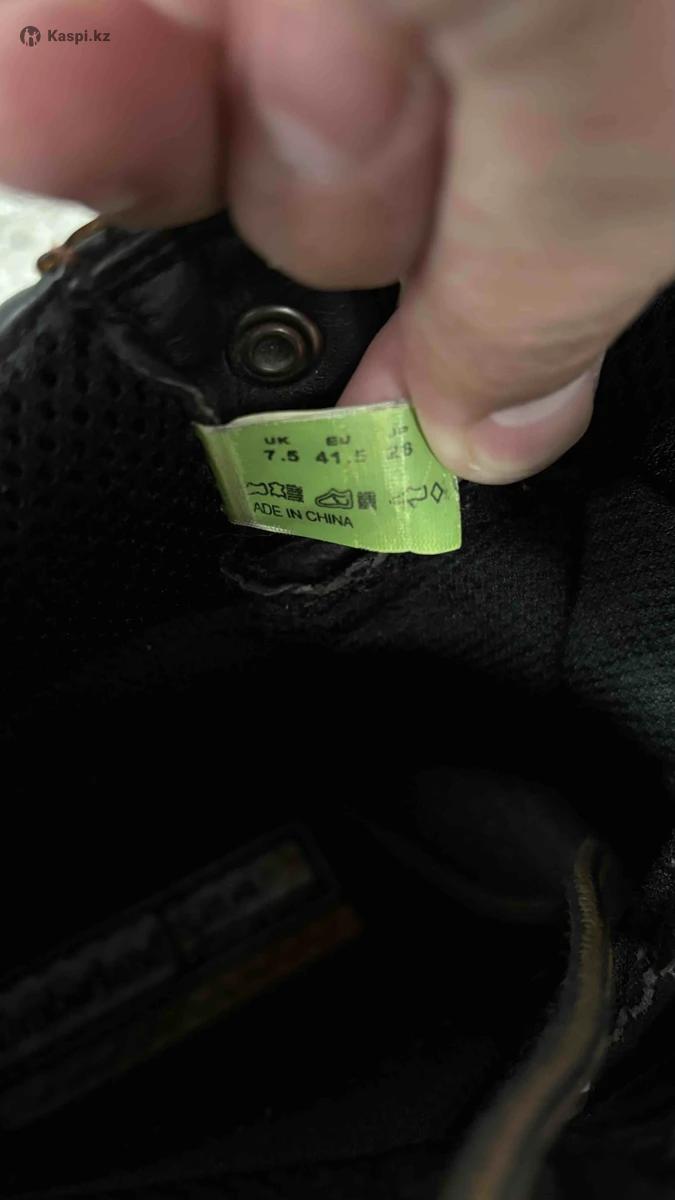 Kaspi.kz
UK EU JP
7.5 41.5 26
ADE IN CHINA